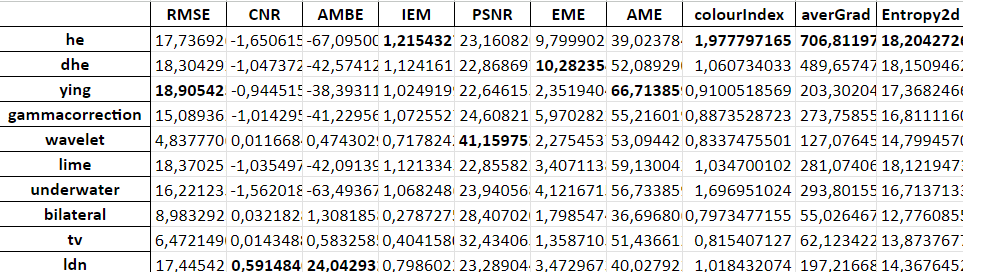 RMSE CNR AMBE IEM PSNR EME AME colourIndex averGrad Entropy2d
he 17,73692 -1,650615 -67,09500 1,215432 23,16082 9,799902 39,02378 1,977797165 706,81197 18,2042726
dhe 18,30429 -1,047372 -42,57412 1,124161 22,86869 10,28235 52,08929 1,060734033 489,65747 18,1509462
ying 18,90542 -0,944515 -38,39311 1,024919 22,64615 2,351940 66,71385 0,9100518569 203,30204 17,3682466
gammacorrection 15,08936 -1,014295 -41,22956 1,072552 24,60821 5,970282 55,21601 0,8873528723 273,75855 16,8111160
wavelet 4,837770 0,011668 0,474302 0,717824 41,15975 2,275453 53,09442 0,8337475501 127,07645 14,7994570
lime 18,37025 -1,035497 -42,09139 1,121334 22,85582 3,407113 59,13004 1,034700102 281,07406 18,1219473
underwater 16,22123 -1,562018 -63,49367 1,068248 23,94056 4,121671 56,73385 1,696951024 293,80155 16,7137133
bilateral 8,983292 0,032182 1,308185 0,278727 28,40702 1,798547 36,69680 0,7973477155 55,026467 12,7760855
tv 6,472149 0,014348 0,583258 0,404158 32,43406 1,358710 51,43661 0,815407127 62,123422 13,8737677
ldn 17,44542 0,591484 24,04293 0,798602 23,28904 3,472967 40,02792 1,018432074 197,21668 14,3676452